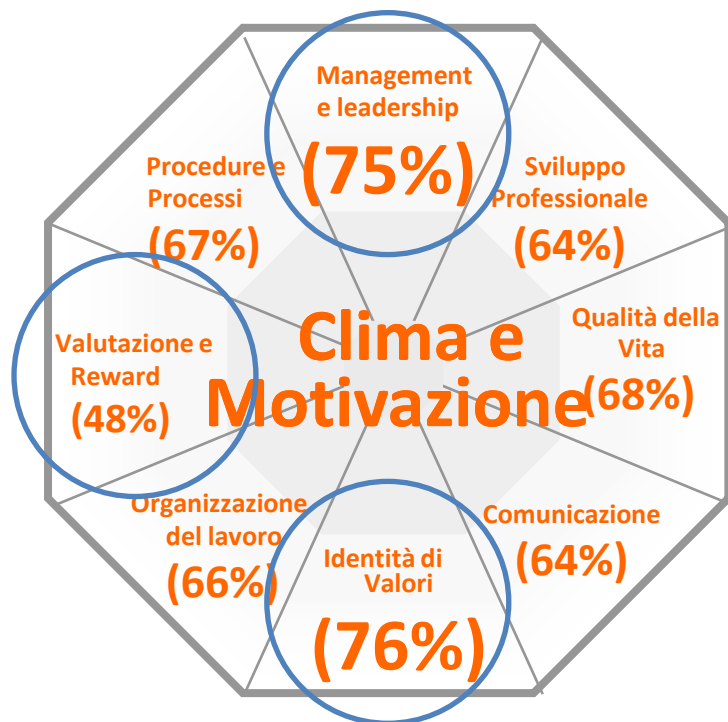 Management
e leadership
(75%)
Procedure e
Processi
(67%)
Sviluppo
Professionale
(64%)
Valutazione e
Reward
(48%)
Clima e
Motivazione
Qualità della
Vita
(68%)
Organizzazione
del lavoro
(66%)
Identità di
Valori
(76%)
Comunicazione
(64%)